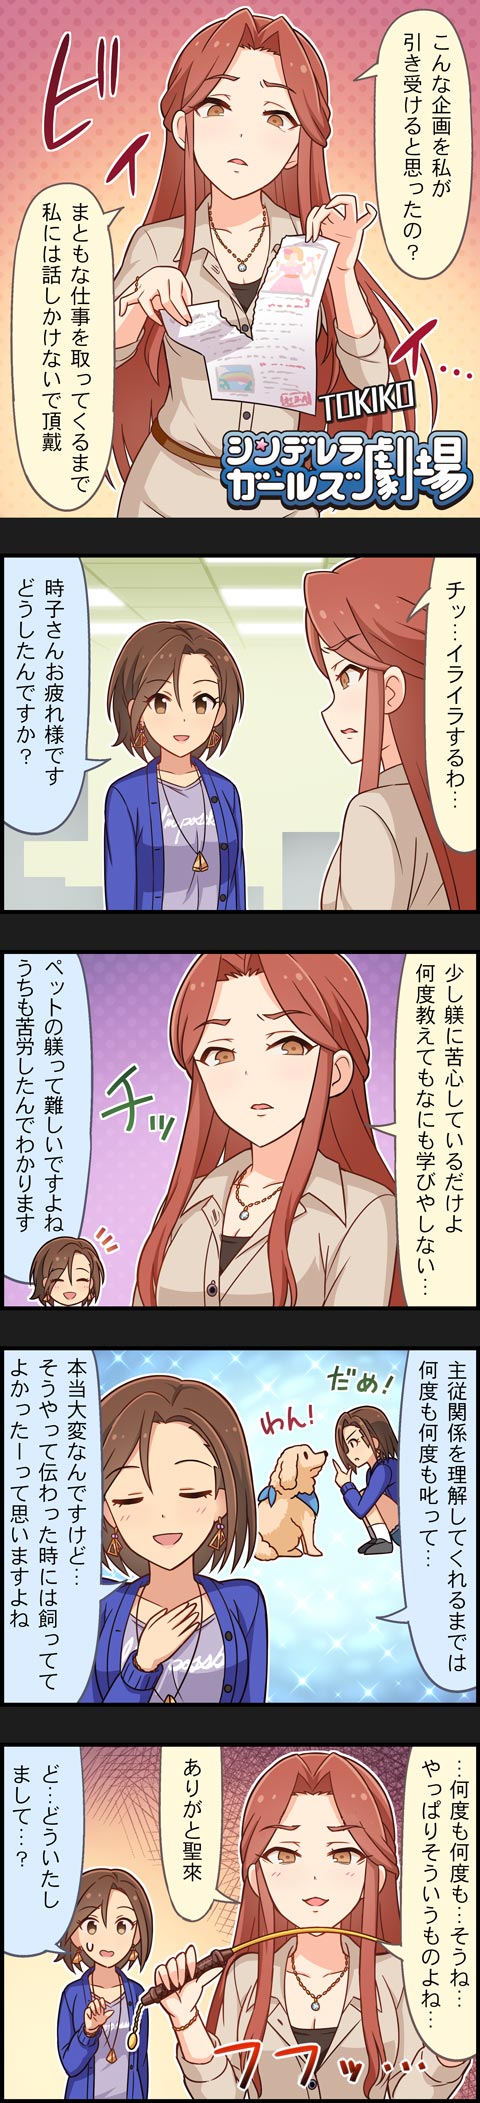 こんな企画を私が
引き受けると思ったの？
ビィィ…
まともな仕事を取ってくるまで
私には話しかけないで頂戴
TOKIKO
シンデレラ
ガールズ劇場
チッ…イライラするわ…
時子さんお疲れ様です
どうしたんですか？
少し躾に苦心しているだけよ
何度教えてもなにも学びやしない…
チッ
ペットの躾って難しいですよね
うちも苦労したんでわかります
主従関係を理解してくれるまでは
何度も何度も叱って…
だめ！
わん！
本当大変なんですけど…
そうやって伝わった時には飼ってて
よかったーって思いますよね
…何度も何度も…そうね…
やっぱりそういうものよね…
ありがと聖來
フフッ…
ど…どういたし
まして…？